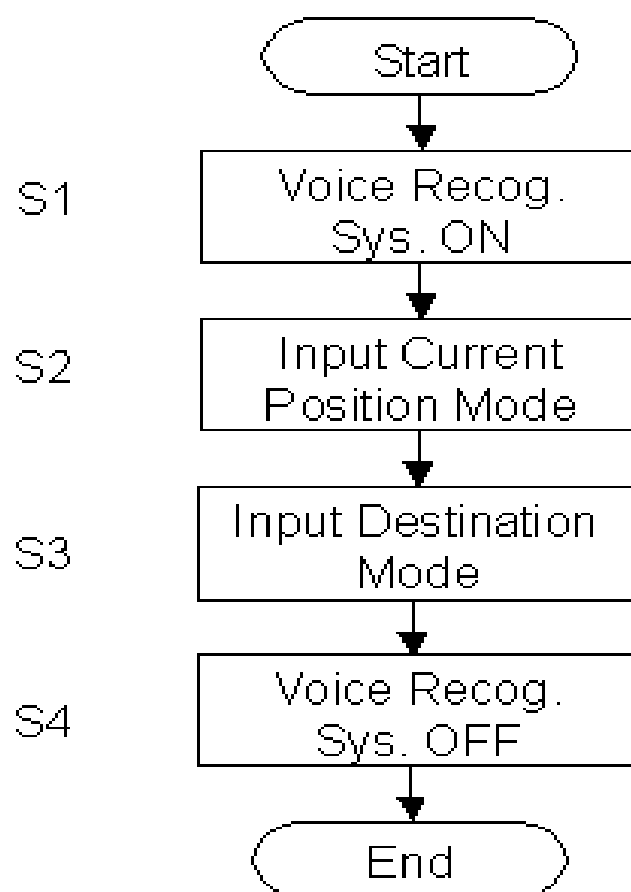 Start
S1
Voice Recog.
Sys. ON
S2
Input Current
Position Mode
S3
Input Destination
Mode
S4
Voice Recog.
Sys. OFF
End